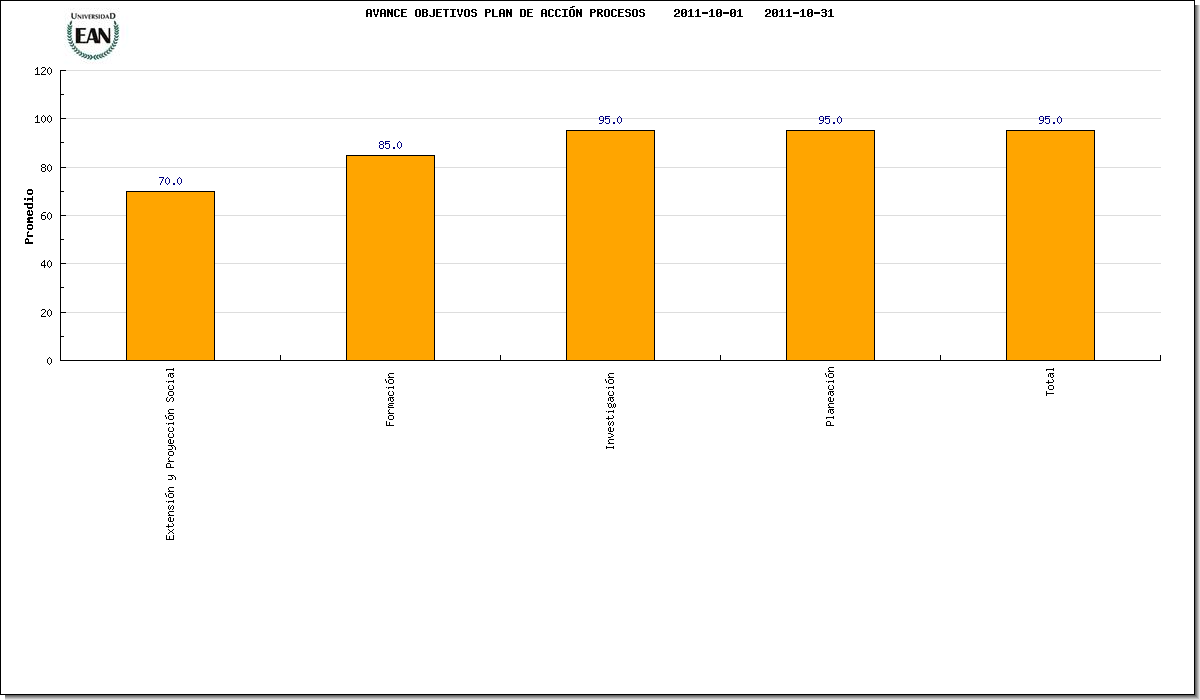 UNIVERSIDAD
EAN
AVANCE OBJETIVOS PLAN DE ACCIÓN PROCESOS 2011-10-01 2011-10-31
Promedio
120
100
80
60
40
20
0
70.0
85.0
95.0
95.0
95.0
Extensión y Proyección Social
Formación
Investigación
Planeación
Total